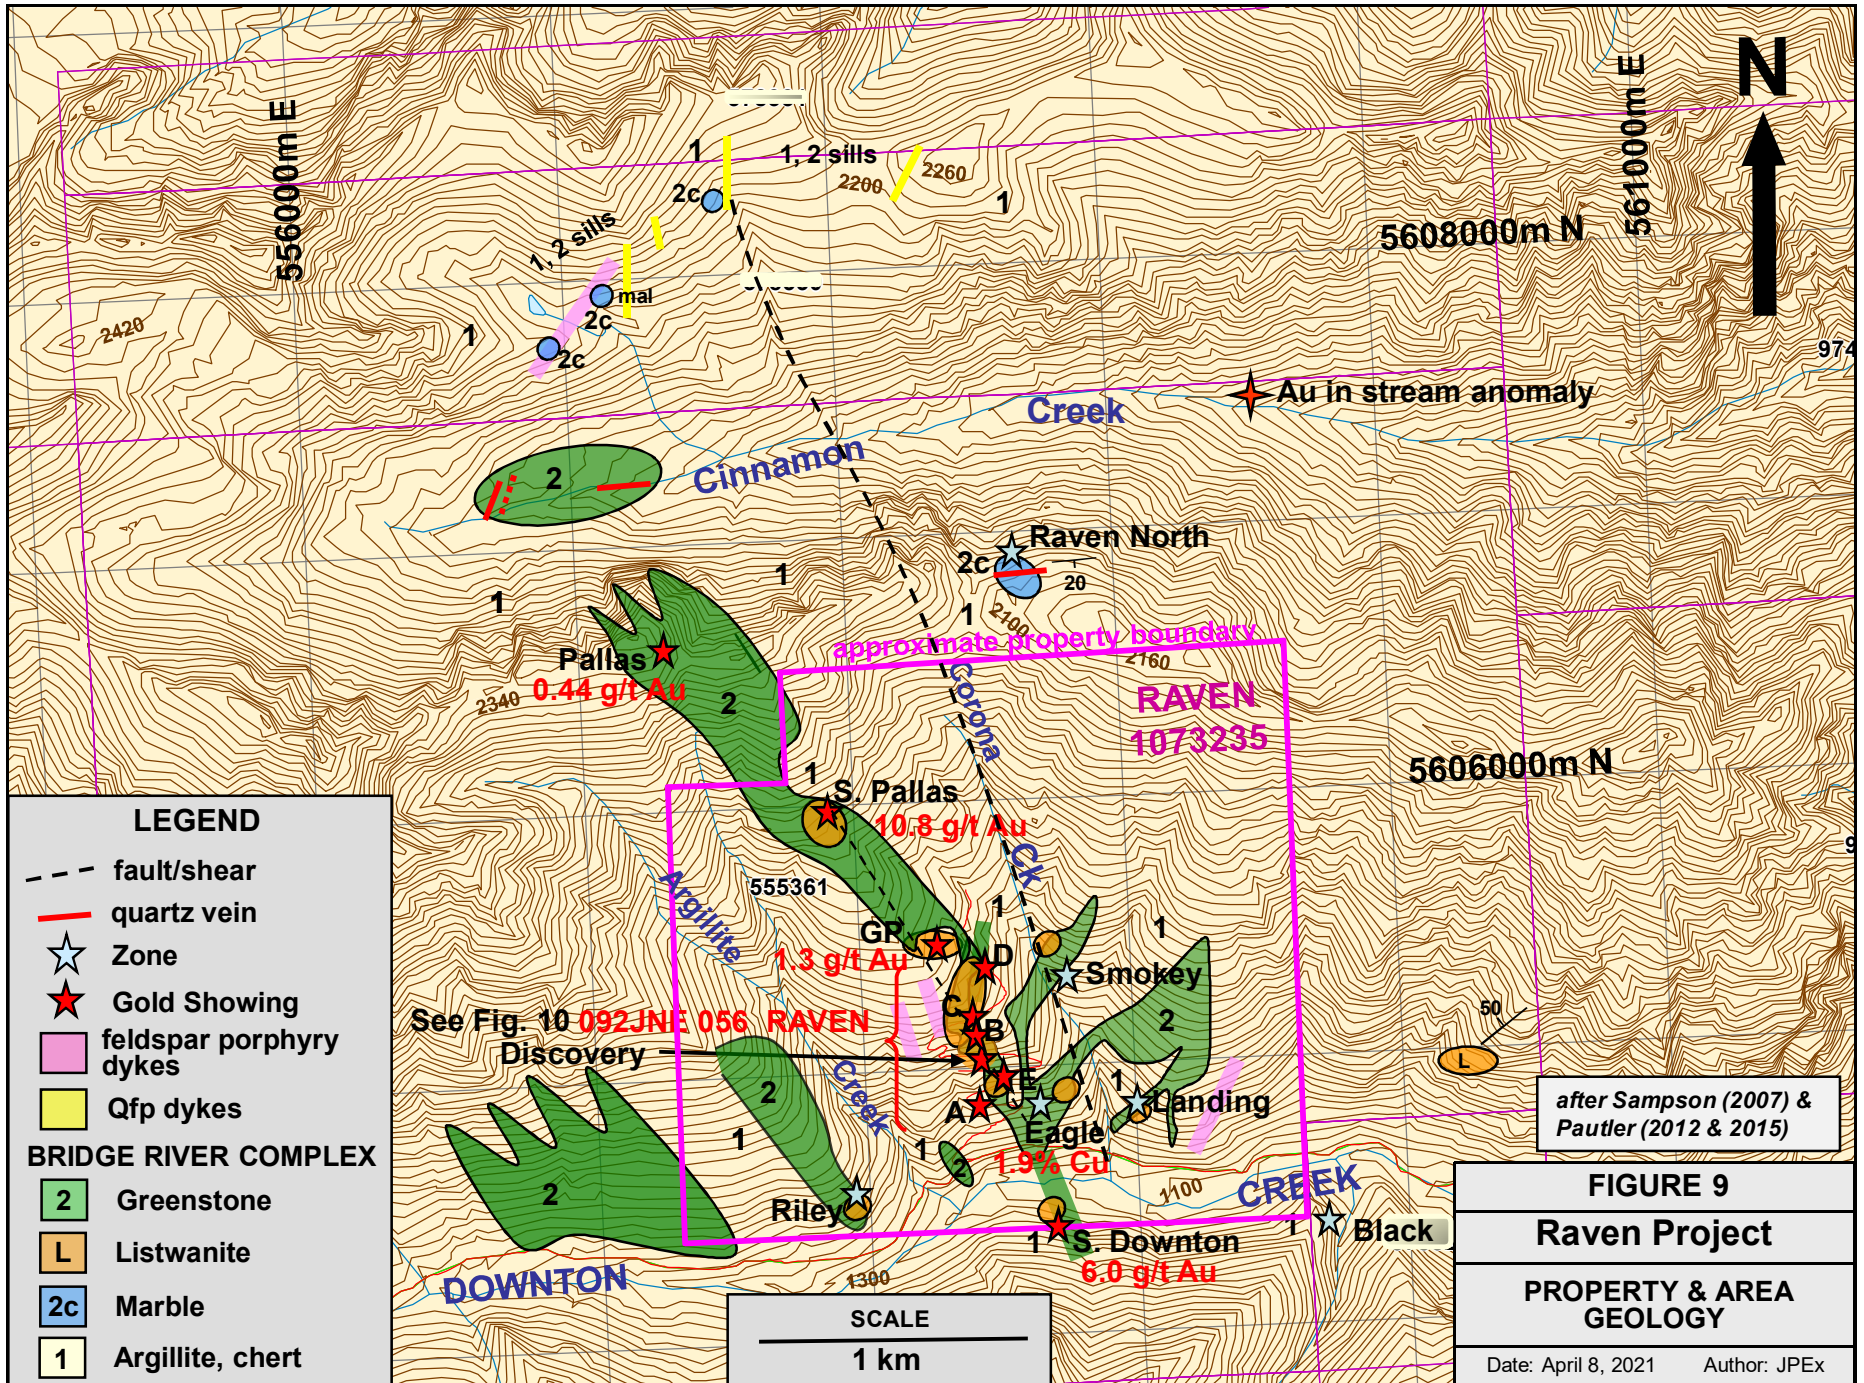 N
556000m E
561000m E
1
1, 2 sills
2260
2200
2c
1
1, 2 sills
5608000m N
mal
2c
2420
1
2c
974
Au in stream anomaly
Creek
Cinnamon
2
Raven North
2c
20
1
1
1
2100
approximate property boundary
2160
Pallas
0.44 g/t Au
2340
2
Corona
RAVEN
1073235
5606000m N
1
S. Pallas
10.8 g/t Au
Ck
9
555361
Argillite
1
1
GP
1.3 g/t Au
D
Smokey
C
See Fig. 10 092JNE 056 RAVEN
B
2
50
Discovery
L
E
1
Creek
2
A
Landing
Eagle
1
1
2
1.9% Cu
1100
CREEK
2
Riley
1
Black
1
S. Downton
6.0 g/t Au
DOWNTON
1300
LEGEND
fault/shear
quartz vein
Zone
Gold Showing
feldspar porphyry
dykes
Qfp dykes
BRIDGE RIVER COMPLEX
2 Greenstone
L Listwanite
2c Marble
1 Argillite, chert
SCALE
1 km
after Sampson (2007) &
Pautler (2012 & 2015)
FIGURE 9
Raven Project
PROPERTY & AREA
GEOLOGY
Date: April 8, 2021 Author: JPEx